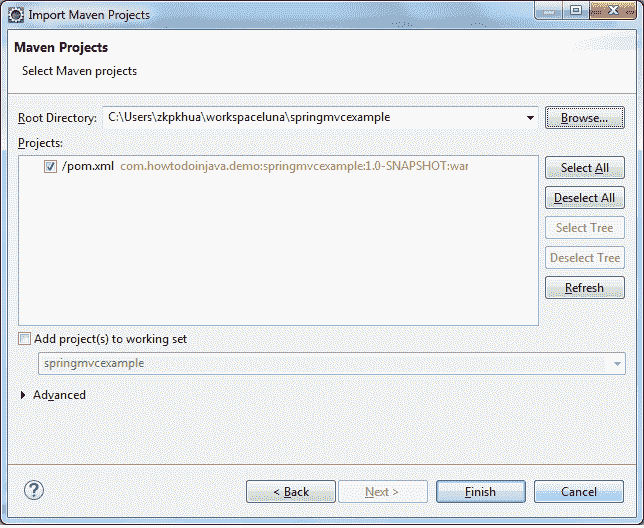 Import Maven Projects
Maven Projects
Select Maven projects
Root Directory: C:\Users\zkpkhua\workspaceluna\springmvcexample Browse...
Projects:
/pom.xml com.howtodoinjava.demo:springmvcexample:1.0-SNAPSHOT:war
Select All
Deselect All
Select Tree
Deselect Tree
Refresh
Add project(s) to working set
springmvcexample
Advanced
? < Back Next > Finish Cancel